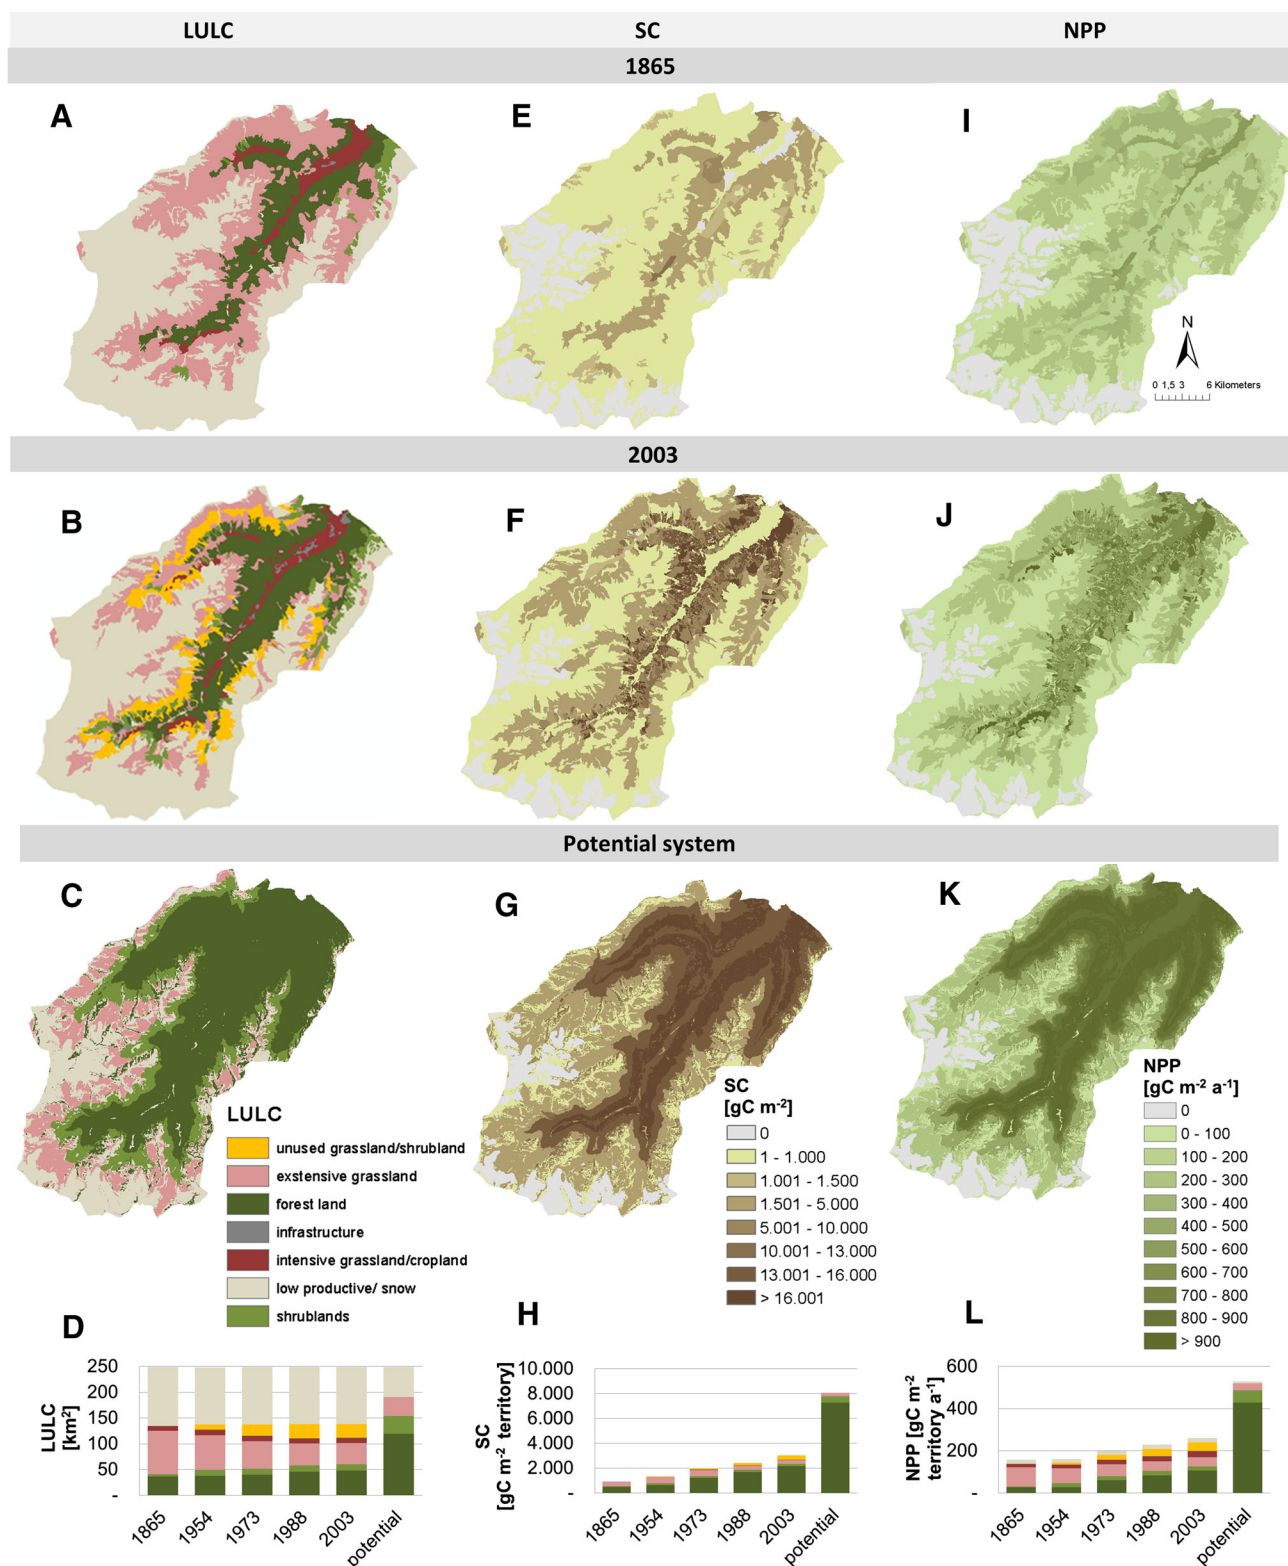 LULC SC NPP
1865
A E I
N
0 1,5 3 6 Kilometers
2003
B F J
Potential system
C G K
LULC
unused grassland/shrubland
exstensive grassland
forest land
infrastructure
intensive grassland/cropland
low productive/ snow
shrublands
SC
[gC m⁻²]
0
1 - 1.000
1.001 - 1.500
1.501 - 5.000
5.001 - 10.000
10.001 - 13.000
13.001 - 16.000
> 16.001
NPP
[gC m⁻² a⁻¹]
0
0 - 100
100 - 200
200 - 300
300 - 400
400 - 500
500 - 600
600 - 700
700 - 800
800 - 900
> 900
D
LULC
[km²]
250
200
150
100
50
-
1865 1954 1973 1988 2003 potential
H
SC
[gC m⁻² territory]
10.000
8.000
6.000
4.000
2.000
-
1865 1954 1973 1988 2003 potential
L
NPP [gC m⁻²
territory a⁻¹]
600
400
200
-
1865 1954 1973 1988 2003 potential